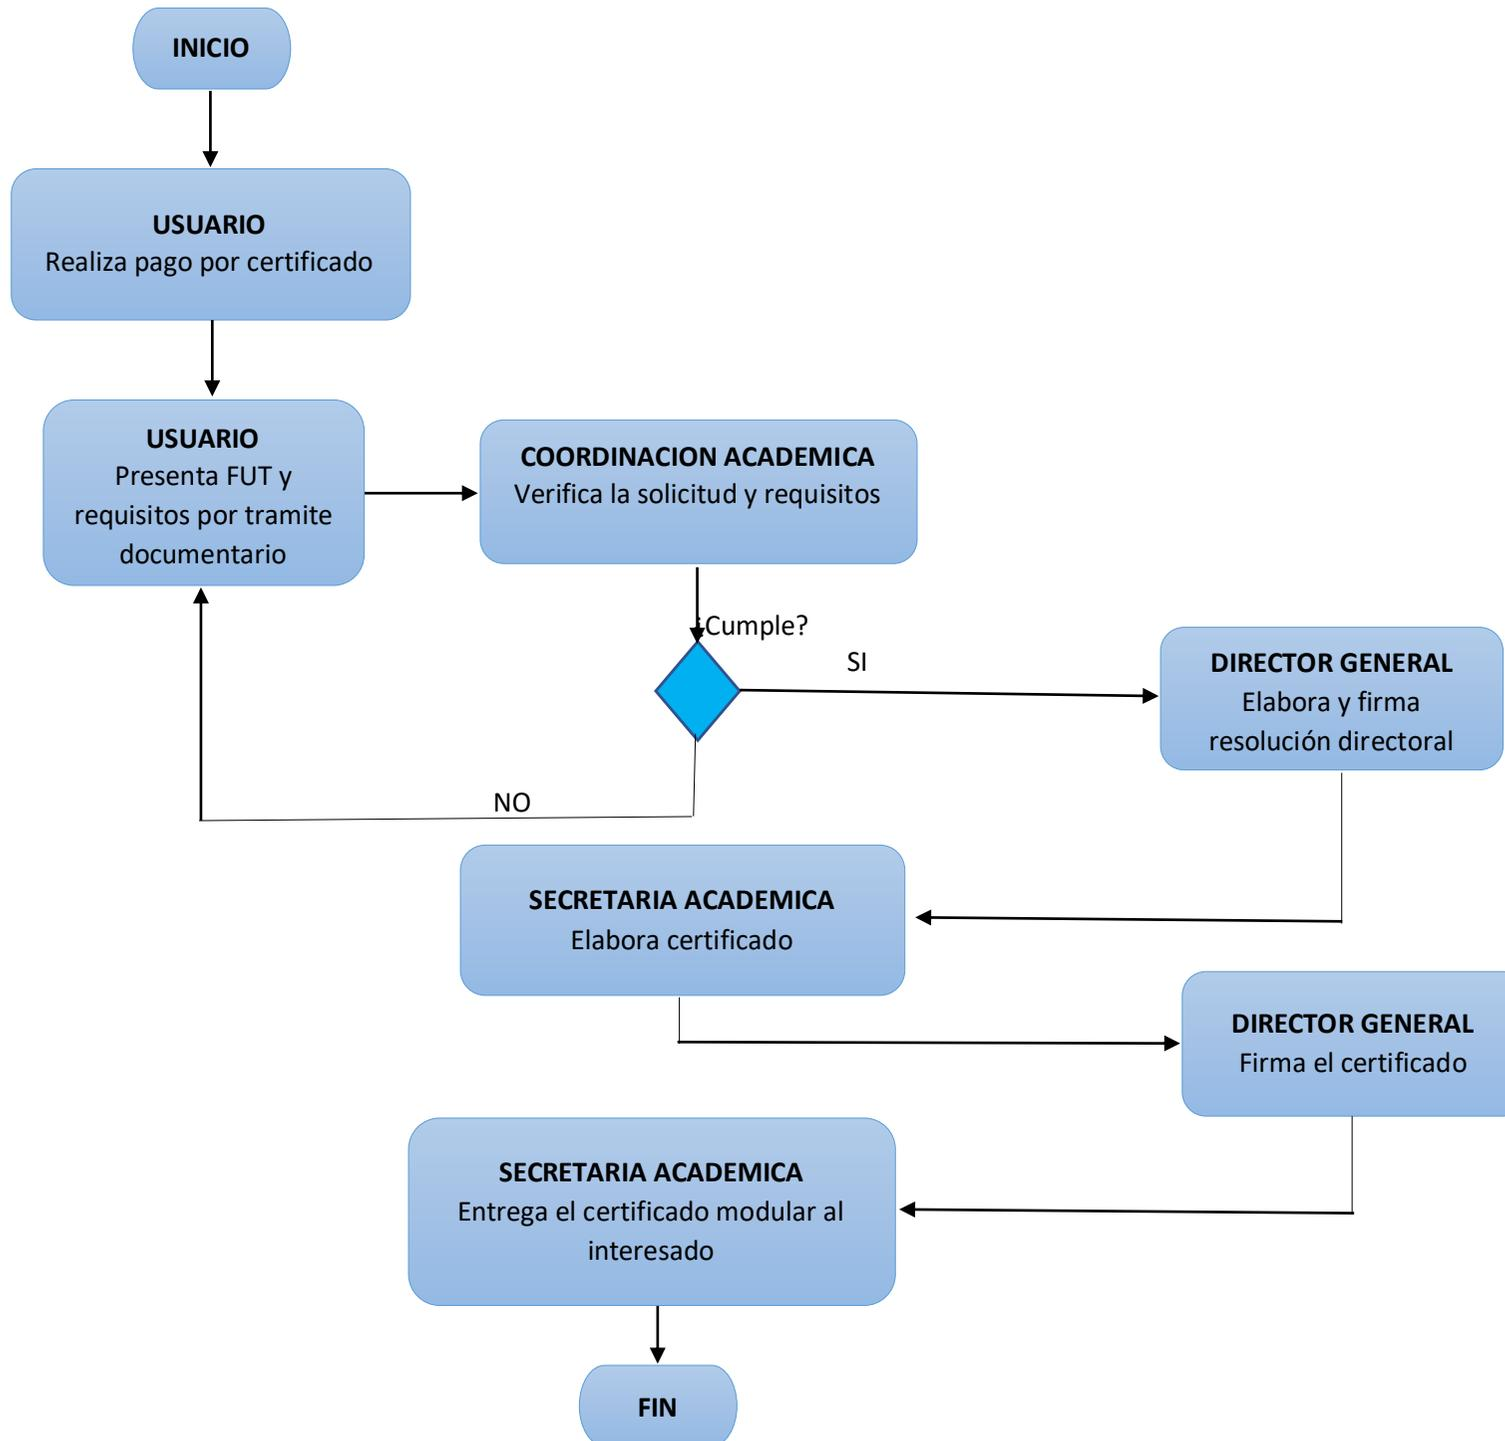 INICIO
USUARIO
Realiza pago por certificado
USUARIO
Presenta FUT y
requisitos por tramite
documentario
COORDINACION ACADEMICA
Verifica la solicitud y requisitos
¿Cumple?
SI
DIRECTOR GENERAL
Elabora y firma
resolución directoral
NO
SECRETARIA ACADEMICA
Elabora certificado
DIRECTOR GENERAL
Firma el certificado
SECRETARIA ACADEMICA
Entrega el certificado modular al
interesado
FIN